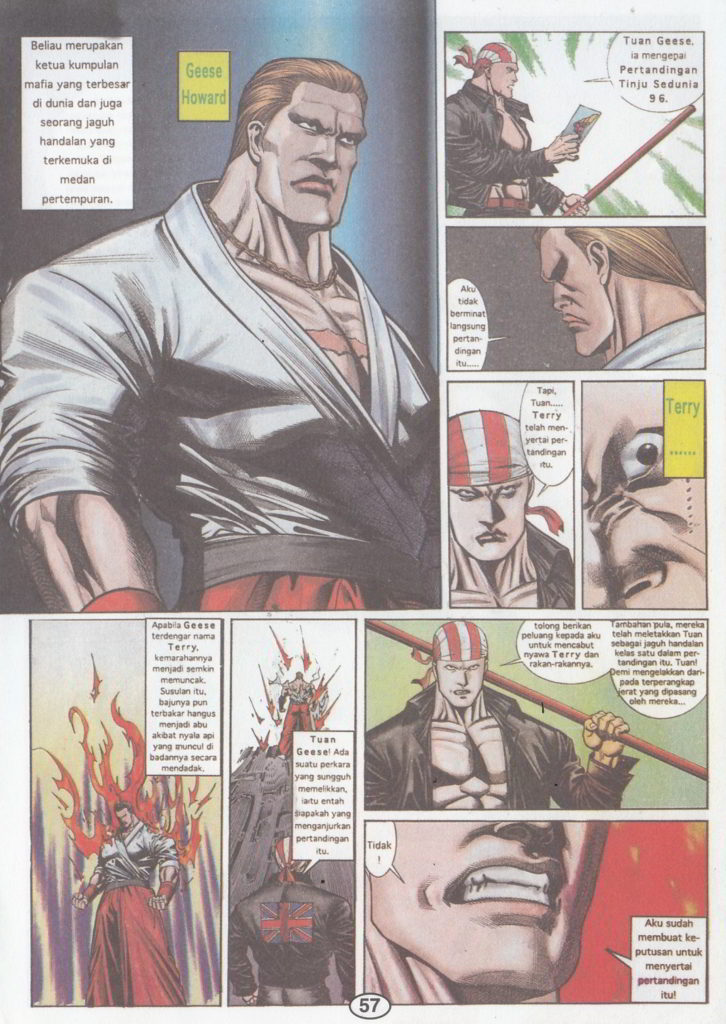 Beliau merupakan
ketua kumpulan
mafia yang terbesar
di dunia dan juga
seorang jaguh
handalan yang
terkemuka di
medan
pertempuran.
Geese
Howard
Tuan Geese,
ia mengenai
Pertandingan
Tinju Sedunia
96.
Aku
tidak
berminat
langsung
pertan-
dingan
itu.....
Tapi,
Tuan.....
Terry
telah men-
yertai per-
tandingan
itu.
Terry
......
Apabila Geese
terdengar nama
Terry,
kemarahannya
menjadi semkin
memuncak.
Susulan itu,
bajunya pun
terbakar hangus
menjadi abu
akibat nyala api
yang muncul di
badannya secara
mendadak.
Tuan
Geese! Ada
suatu perkara
yang sungguh
memelikkan,
iaitu entah
siapakah yang
menganjurkan
pertandingan
itu.
Tambahan pula, mereka
telah meletakkan Tuan
sebagai jaguh handalan
kelas satu dalam per-
tandingan itu, Tuan!
Demi mengelakkan dari-
pada terperangkap
jerat yang dipasang
oleh mereka...
tolong berikan
peluang kepada aku
untuk mencabut
nyawa Terry dan
rakan-rakannya.
Tidak
!
Aku sudah
membuat ke-
putusan untuk
menyertai
pertandingan
itu!
57